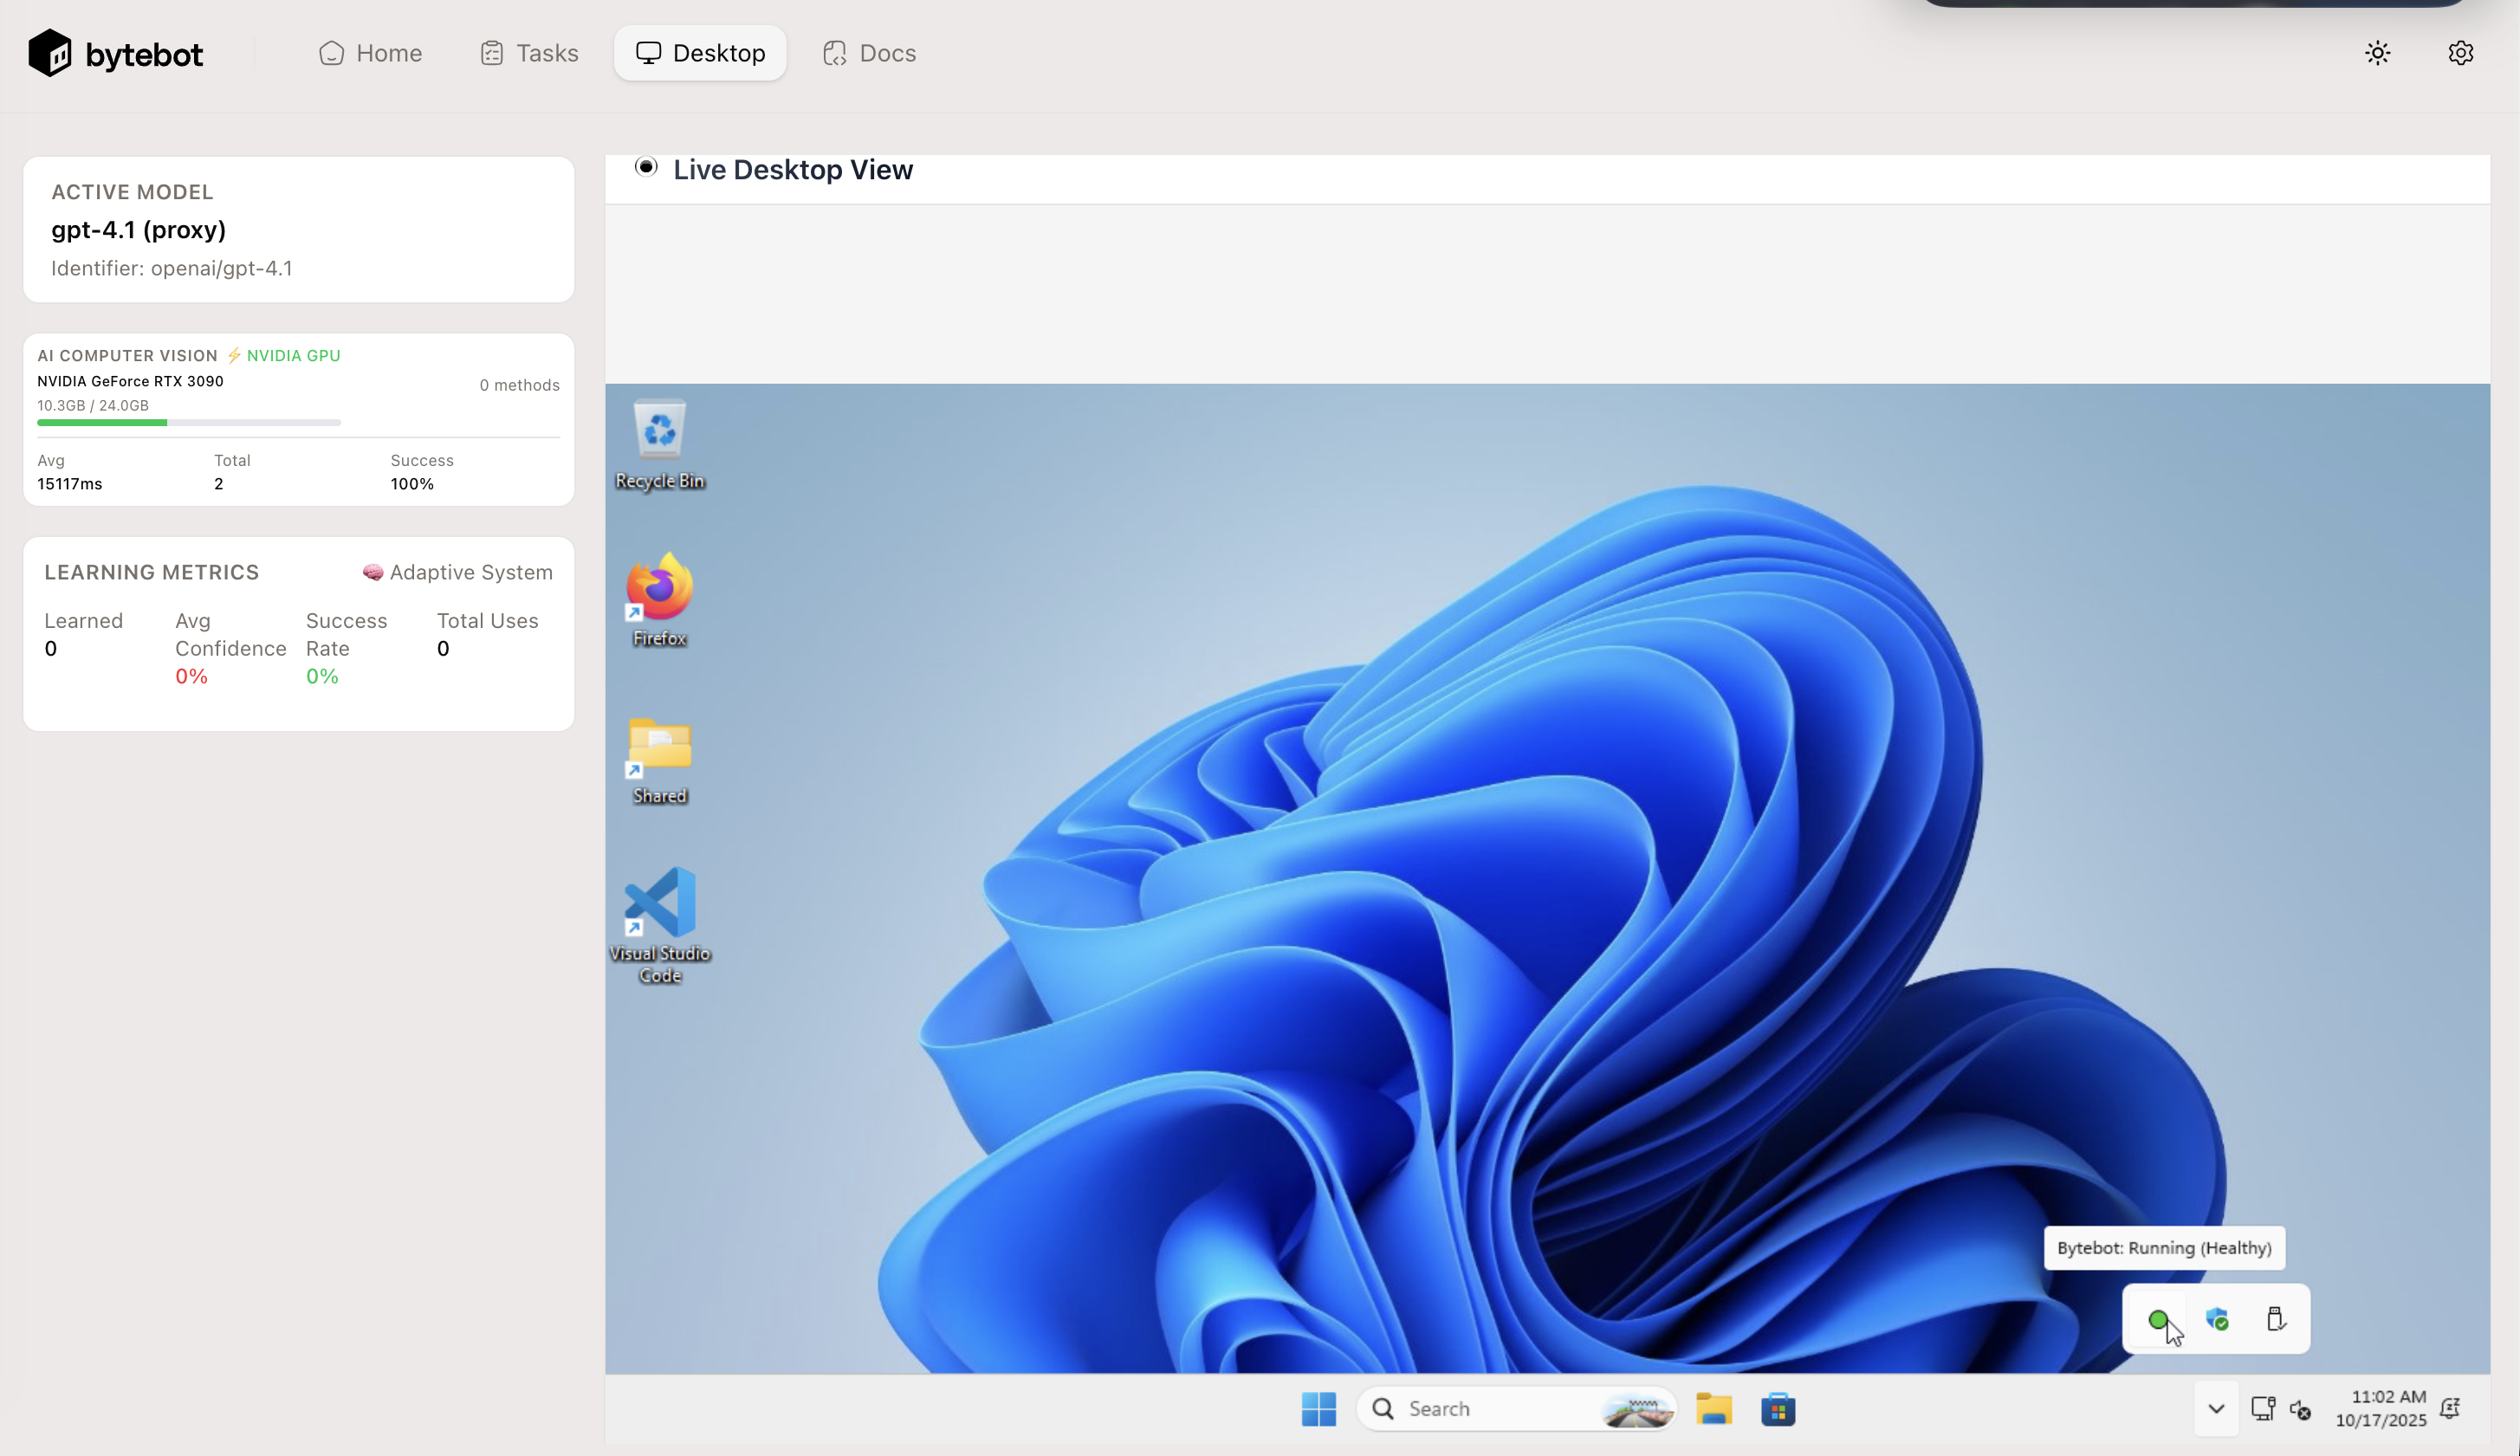 bytebot
Home
Tasks
Desktop
Docs
ACTIVE MODEL
gpt-4.1 (proxy)
Identifier: openai/gpt-4.1
AI COMPUTER VISION ⚡ NVIDIA GPU
NVIDIA GeForce RTX 3090
0 methods
10.3GB / 24.0GB
Avg
Total
Success
15117ms
2
100%
LEARNING METRICS
Adaptive System
Learned
0
Avg
Confidence
0%
Success
Rate
0%
Total Uses
0
Live Desktop View
Recycle Bin
Firefox
Shared
Visual Studio
Code
Bytebot: Running (Healthy)
Search
11:02 AM
10/17/2025